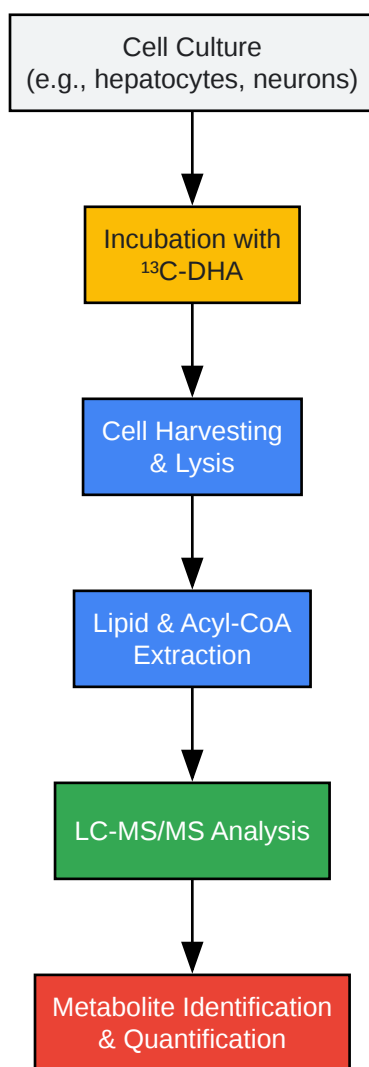 Cell Culture
(e.g., hepatocytes, neurons)
Incubation with
¹³C-DHA
Cell Harvesting
& Lysis
Lipid & Acyl-CoA
Extraction
LC-MS/MS Analysis
Metabolite Identification
& Quantification